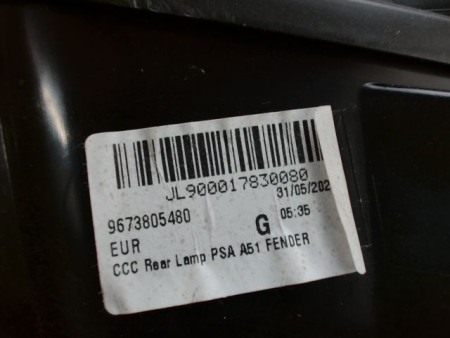 JL900017830080
9673805480
31/05/202
EUR
G 05:35
CCC Rear Lamp PSA A51 FENDER